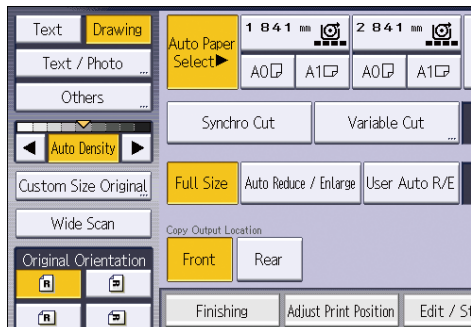 Text Drawing
Text / Photo ...
Others ...
Auto Density
Custom Size Original
Wide Scan
Original Orientation
R R
R R
Auto Paper
Select▶
1 841 mm
A0 A1
2 841 mm
A0 A1
Synchro Cut Variable Cut ...
Full Size Auto Reduce / Enlarge User Auto R/E
Copy Output Location
Front Rear
Finishing Adjust Print Position Edit / St